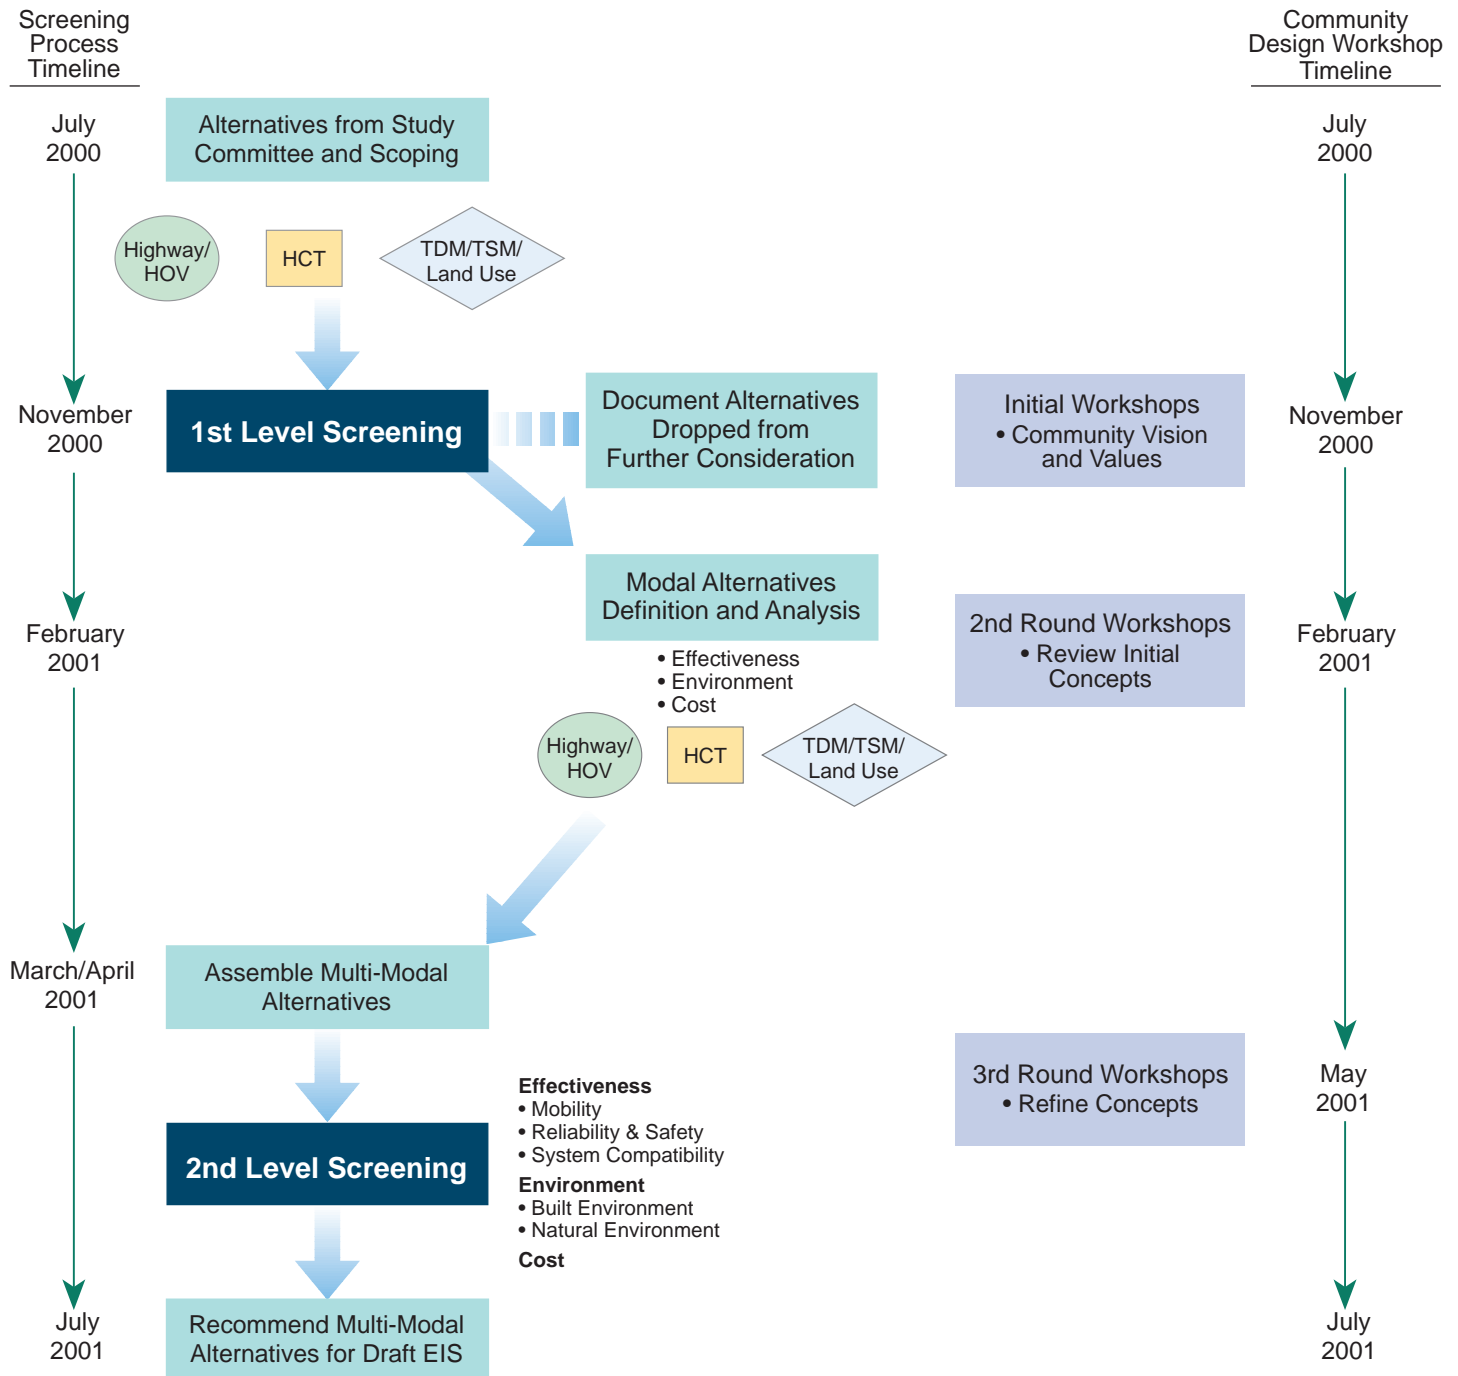 Screening
Process
Timeline
Community
Design Workshop
Timeline
July
2000
Alternatives from Study
Committee and Scoping
July
2000
Highway/
HOV
HCT
TDM/TSM/
Land Use
November
2000
1st Level Screening
Document Alternatives
Dropped from
Further Consideration
Initial Workshops
• Community Vision
and Values
November
2000
February
2001
Modal Alternatives
Definition and Analysis
• Effectiveness
• Environment
• Cost
2nd Round Workshops
• Review Initial
Concepts
February
2001
Highway/
HOV
HCT
TDM/TSM/
Land Use
March/April
2001
Assemble Multi-Modal
Alternatives
3rd Round Workshops
• Refine Concepts
May
2001
2nd Level Screening
Effectiveness
• Mobility
• Reliability & Safety
• System Compatibility
Environment
• Built Environment
• Natural Environment
Cost
July
2001
Recommend Multi-Modal
Alternatives for Draft EIS
July
2001